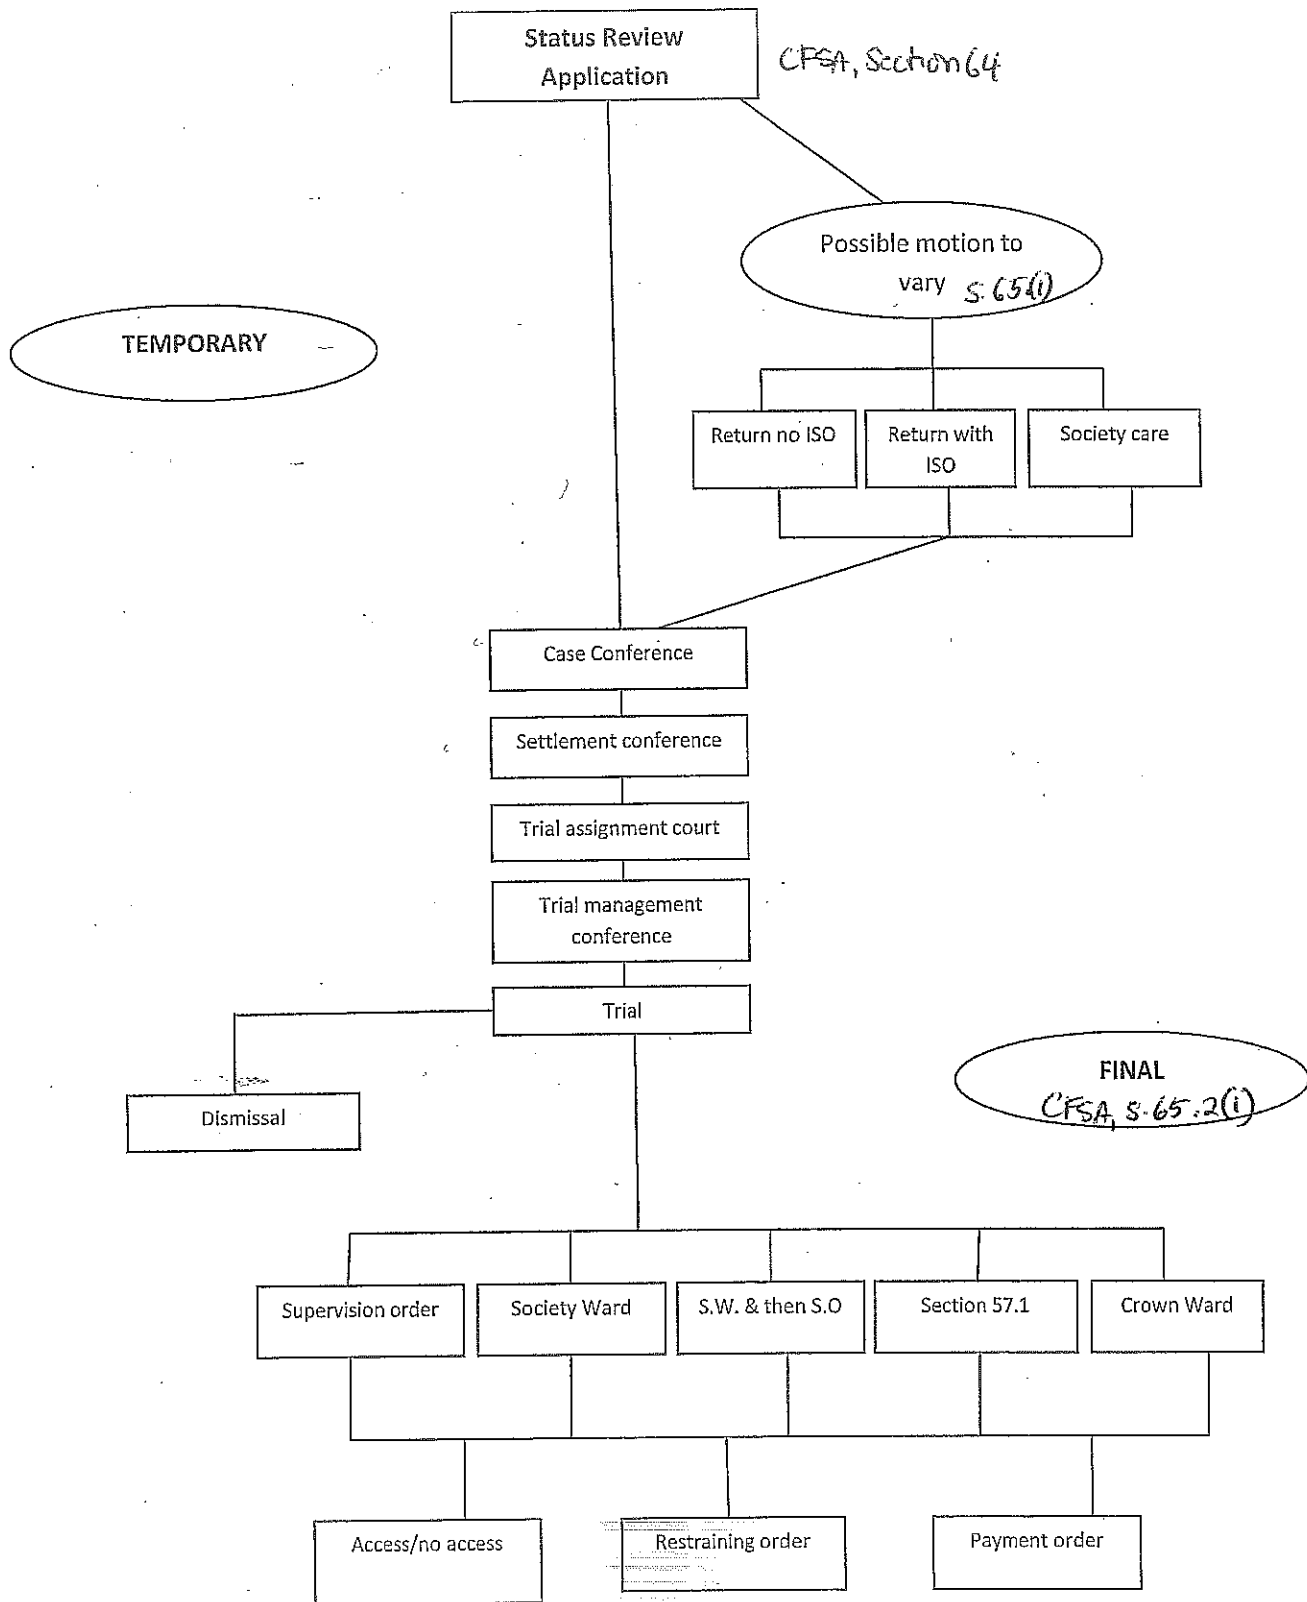 Status Review
Application
CFSA, Section 64
Possible motion to
vary S. 65(1)
TEMPORARY
Return no ISO
Return with
ISO
Society care
Case Conference
Settlement conference
Trial assignment court
Trial management
conference
Trial
Dismissal
FINAL
CFSA, S. 65.2(1)
Supervision order
Society Ward
S.W. & then S.O
Section 57.1
Crown Ward
Access/no access
Restraining order
Payment order